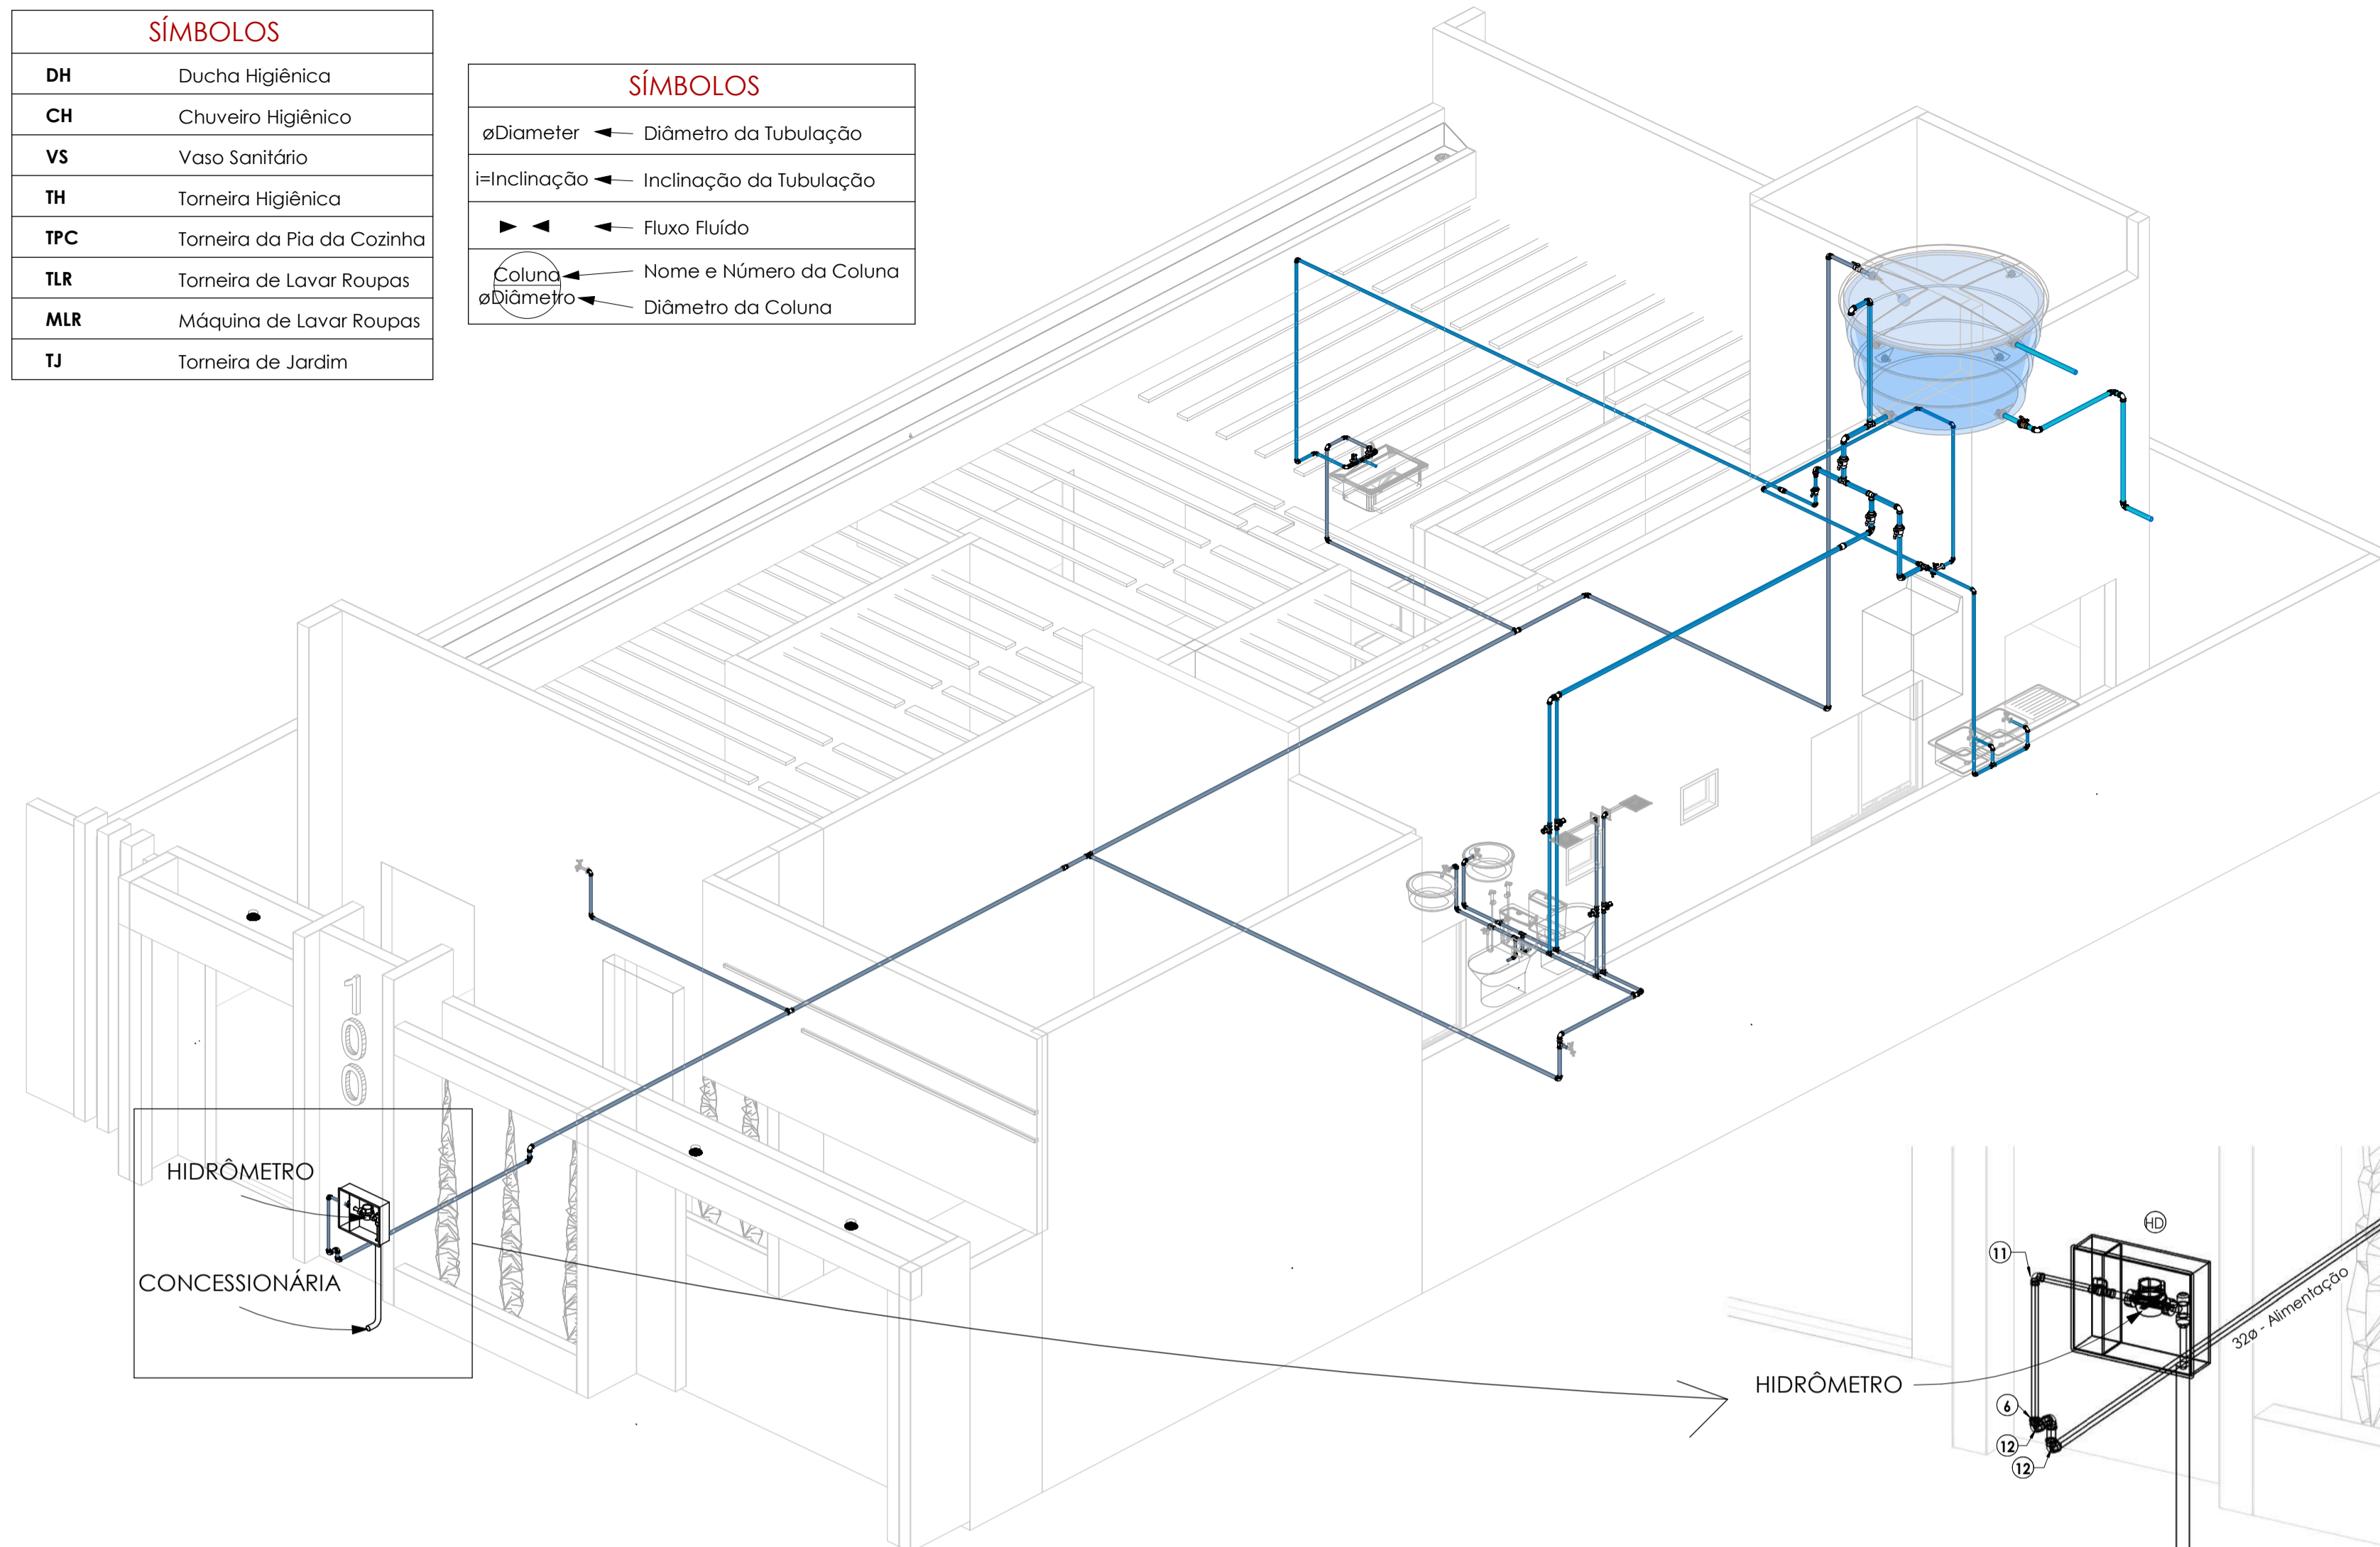 SÍMBOLOS
DH Ducha Higiênica
CH Chuveiro Higiênico
VS Vaso Sanitário
TH Torneira Higiênica
TPC Torneira da Pia da Cozinha
TLR Torneira de Lavar Roupas
MLR Máquina de Lavar Roupas
TJ Torneira de Jardim
SÍMBOLOS
øDiameter Diâmetro da Tubulação
i=Inclinação Inclinação da Tubulação
Fluxo Fluído
Coluna Nome e Número da Coluna
øDiâmetro Diâmetro da Coluna
100
HIDRÔMETRO
CONCESSIONÁRIA
HD
11
32ø - Alimentação
HIDRÔMETRO
6
12
12